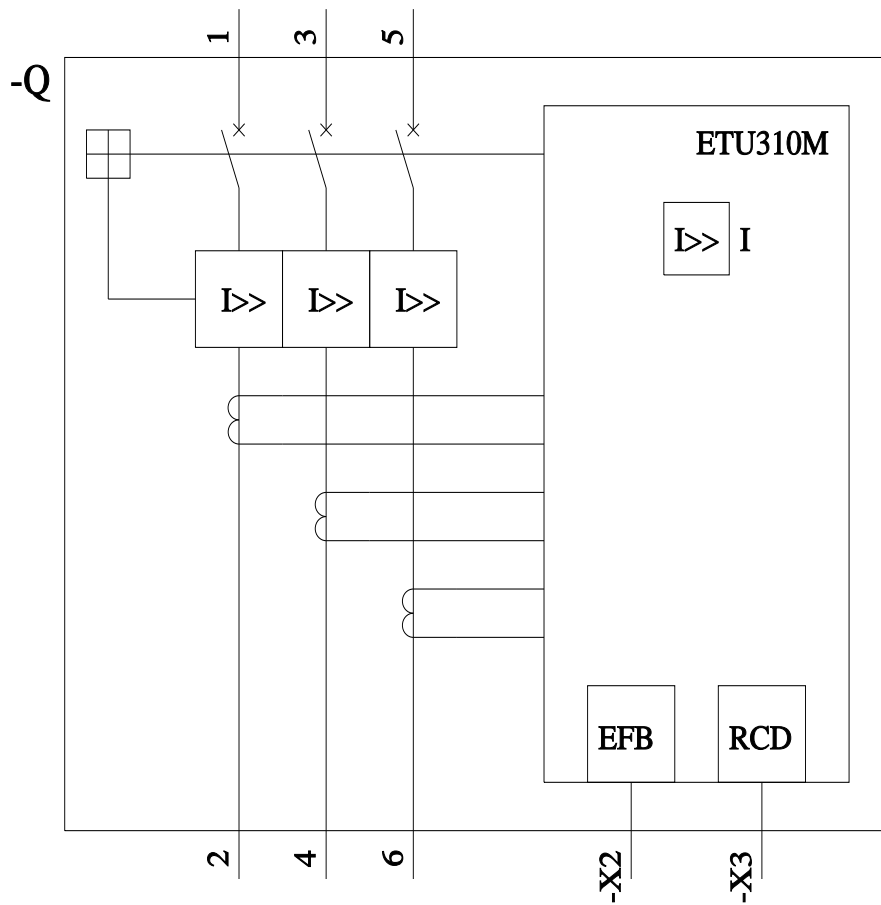 1 3 5
-Q
ETU310M
I>> I
I>> I>> I>>
EFB RCD
2 4 6 -X2 -X3